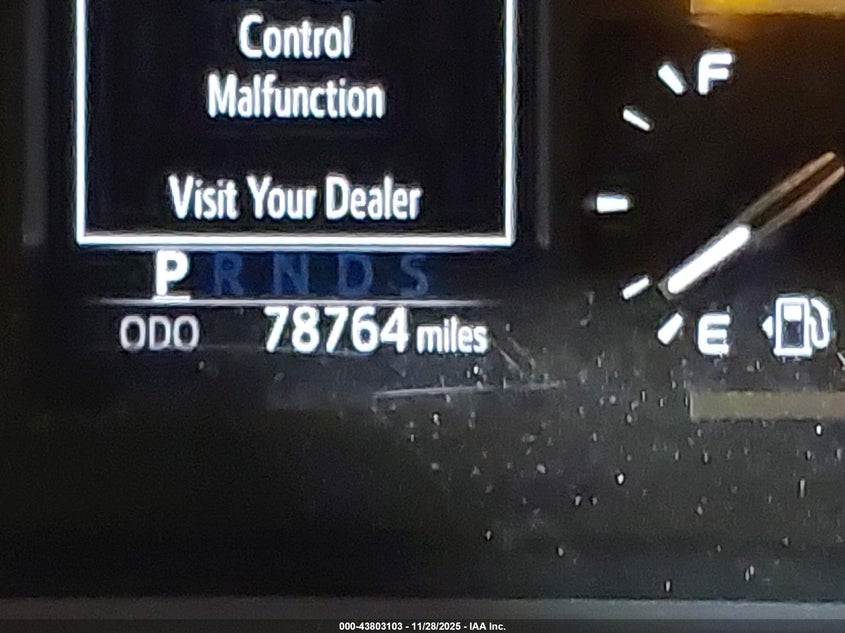 Control
Malfunction
Visit Your Dealer
P R N D S
ODO 78764 miles
F
E
000-43803103 - 11/28/2025 - IAA Inc.